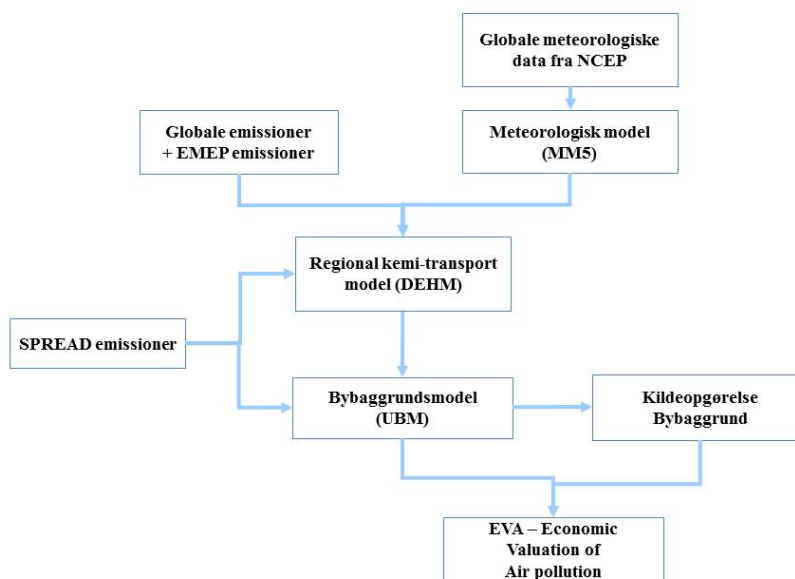 Globale meteorologiske
data fra NCEP
Globale emissioner
+ EMEP emissioner
Meteorologisk model
(MM5)
Regional kemi-transport
model (DEHM)
SPREAD emissioner
Bybaggrundsmodel
(UBM)
Kildeopgørelse
Bybaggrund
EVA – Economic
Valuation of
Air pollution